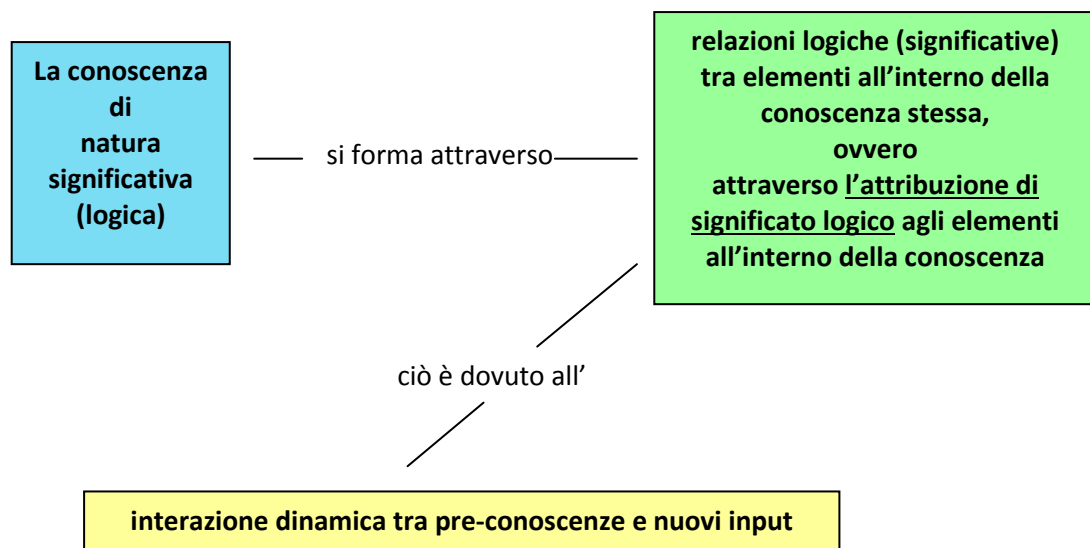 La conoscenza
di
natura
significativa
(logica)
si forma attraverso
relazioni logiche (significative)
tra elementi all’interno della
conoscenza stessa,
ovvero
attraverso l’attribuzione di
significato logico agli elementi
all’interno della conoscenza
ciò è dovuto all’
interazione dinamica tra pre-conoscenze e nuovi input